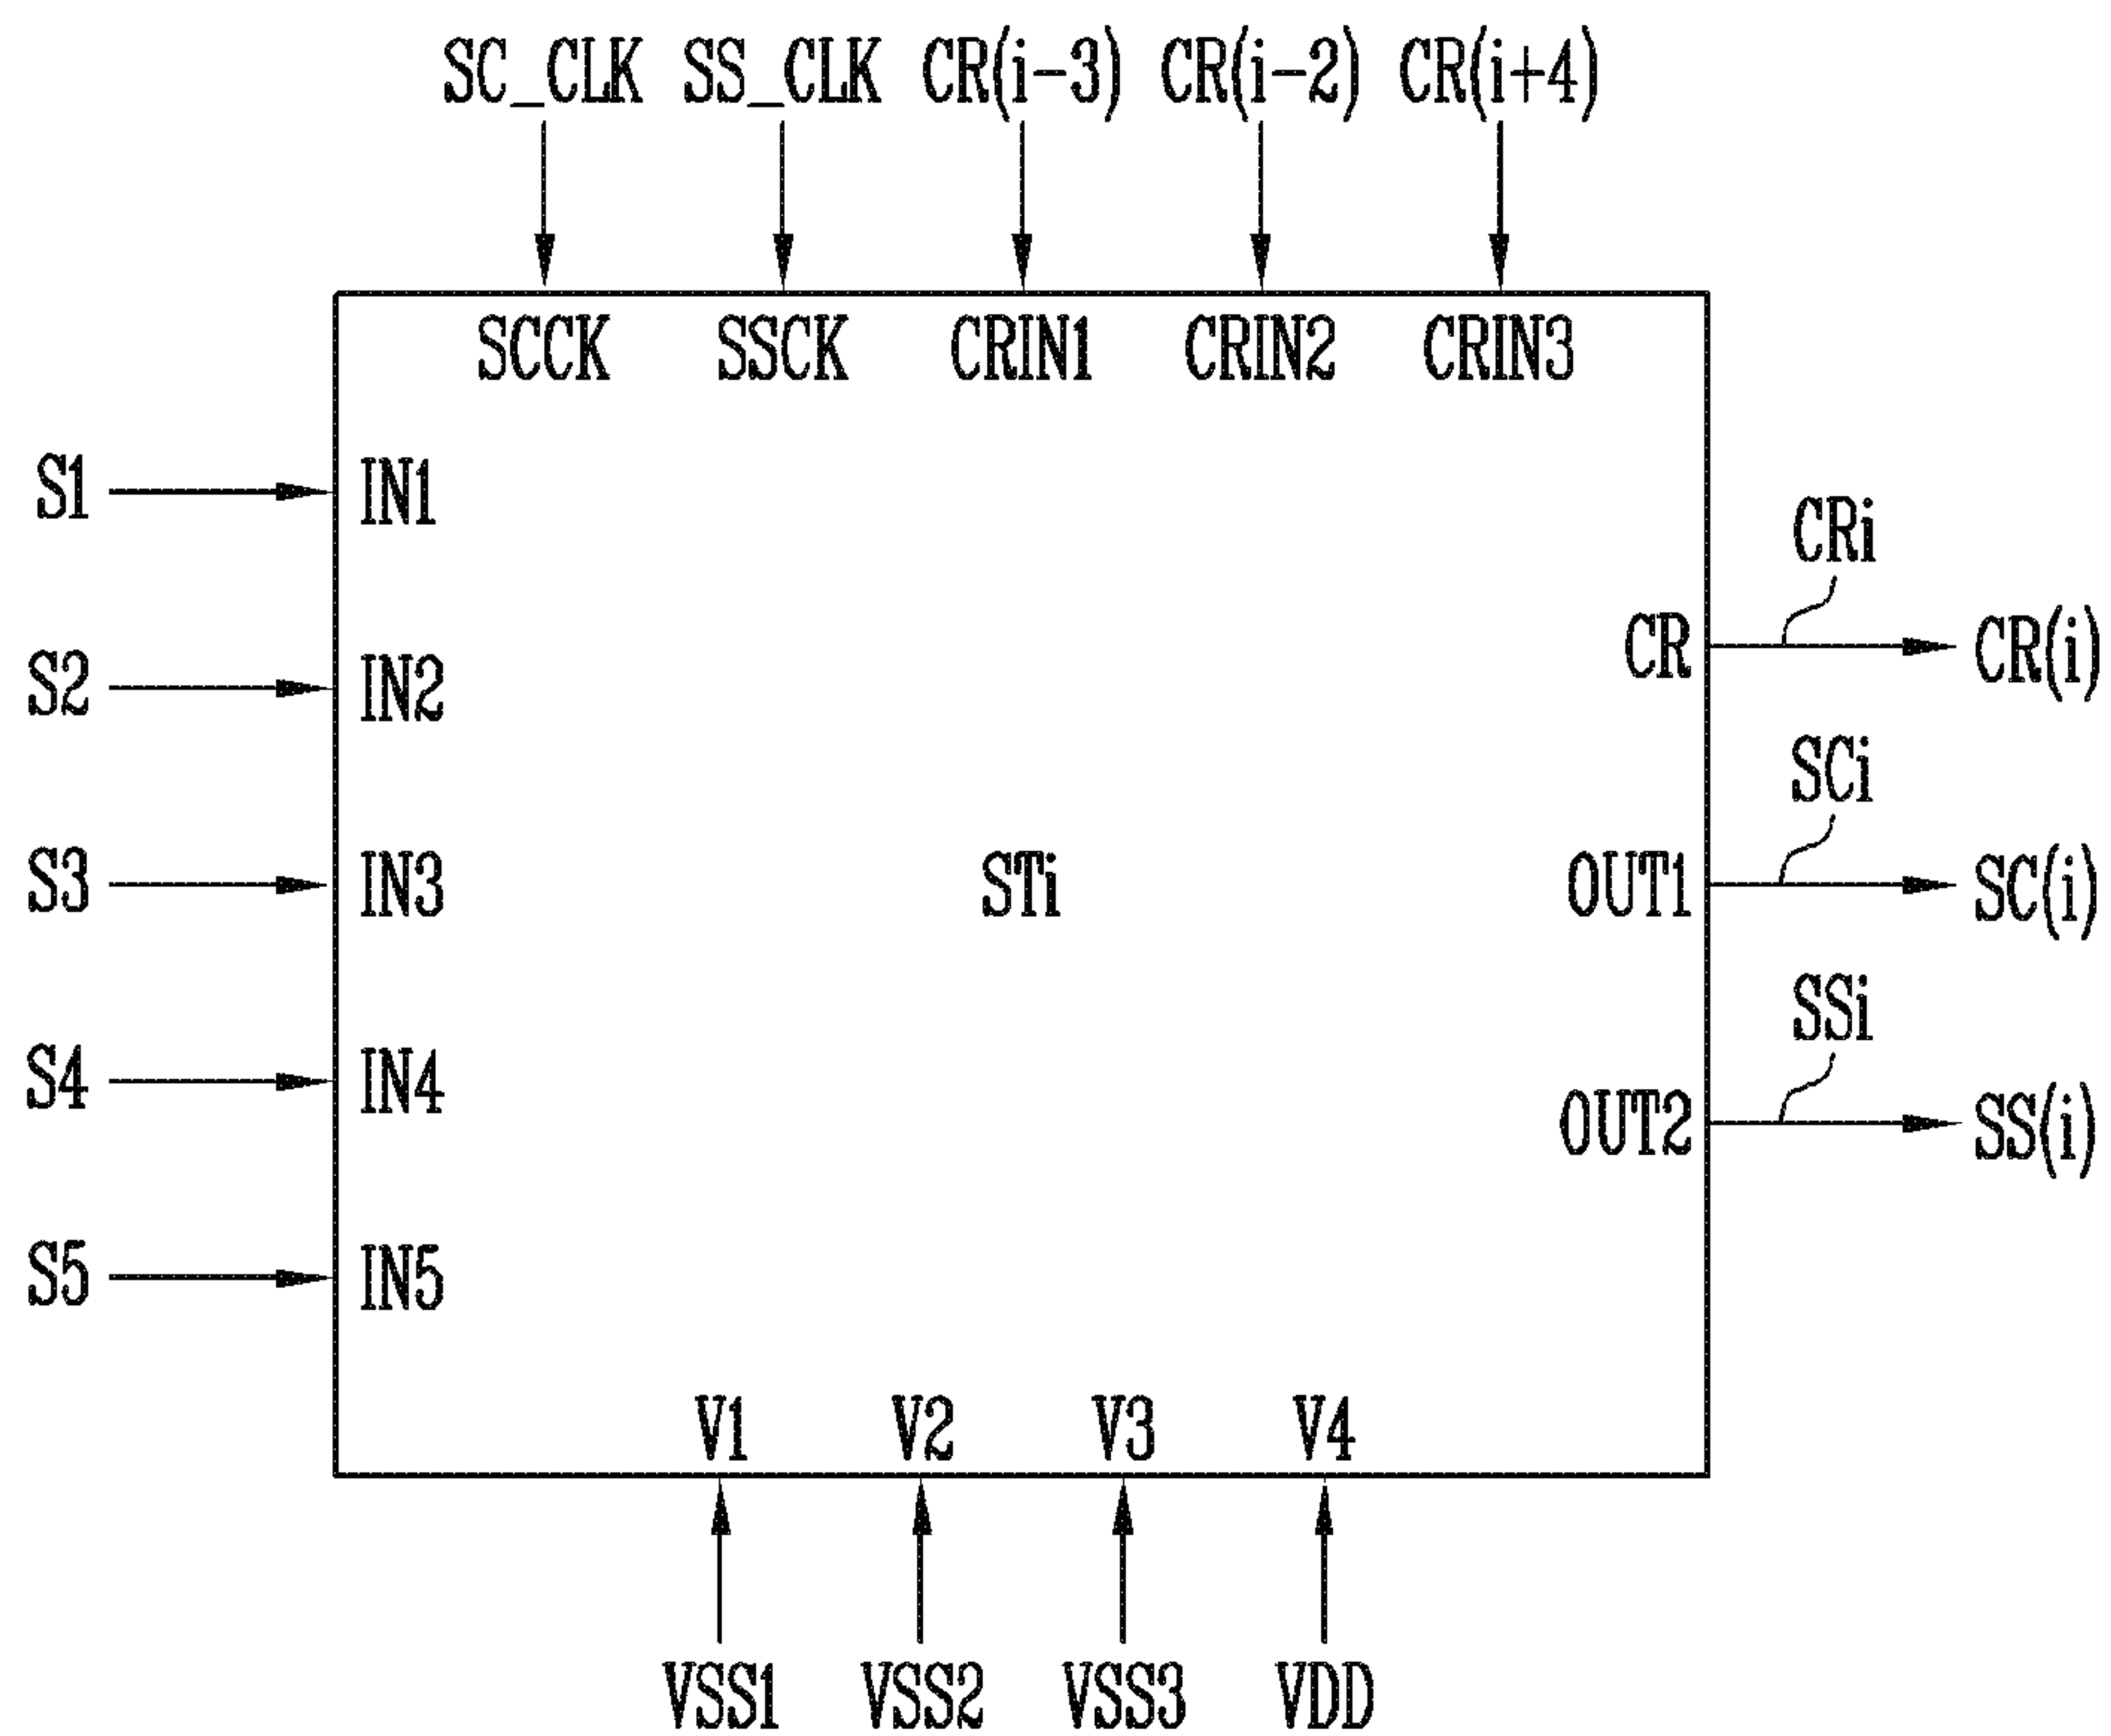 SC_CLK SS_CLK CR(i-3) CR(i-2) CR(i+4)
SCCK SSCK CRIN1 CRIN2 CRIN3
S1 IN1
CRi
S2 IN2 CR CR(i)
SCi
S3 IN3 STi OUT1 SC(i)
SSi
S4 IN4 OUT2 SS(i)
S5 IN5
V1 V2 V3 V4
VSS1 VSS2 VSS3 VDD